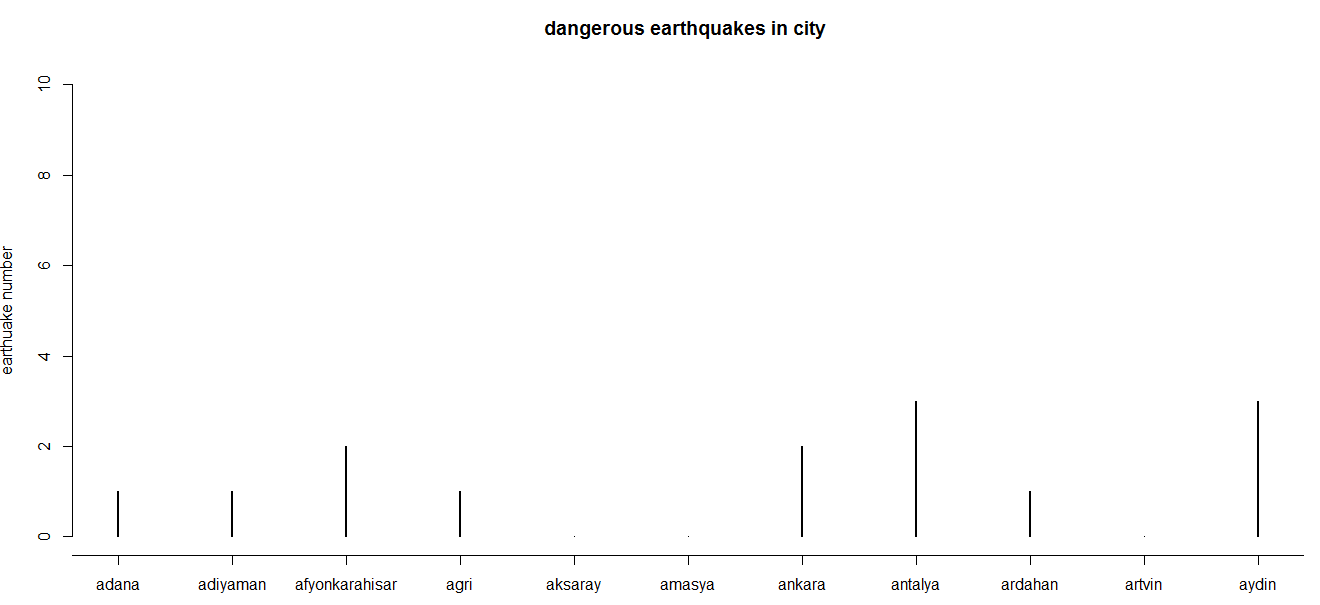 dangerous earthquakes in city
10
8
6
4
2
0
earthuake number
adana adiyaman afyonkarahisar agri aksaray amasya ankara antalya ardahan artvin aydin